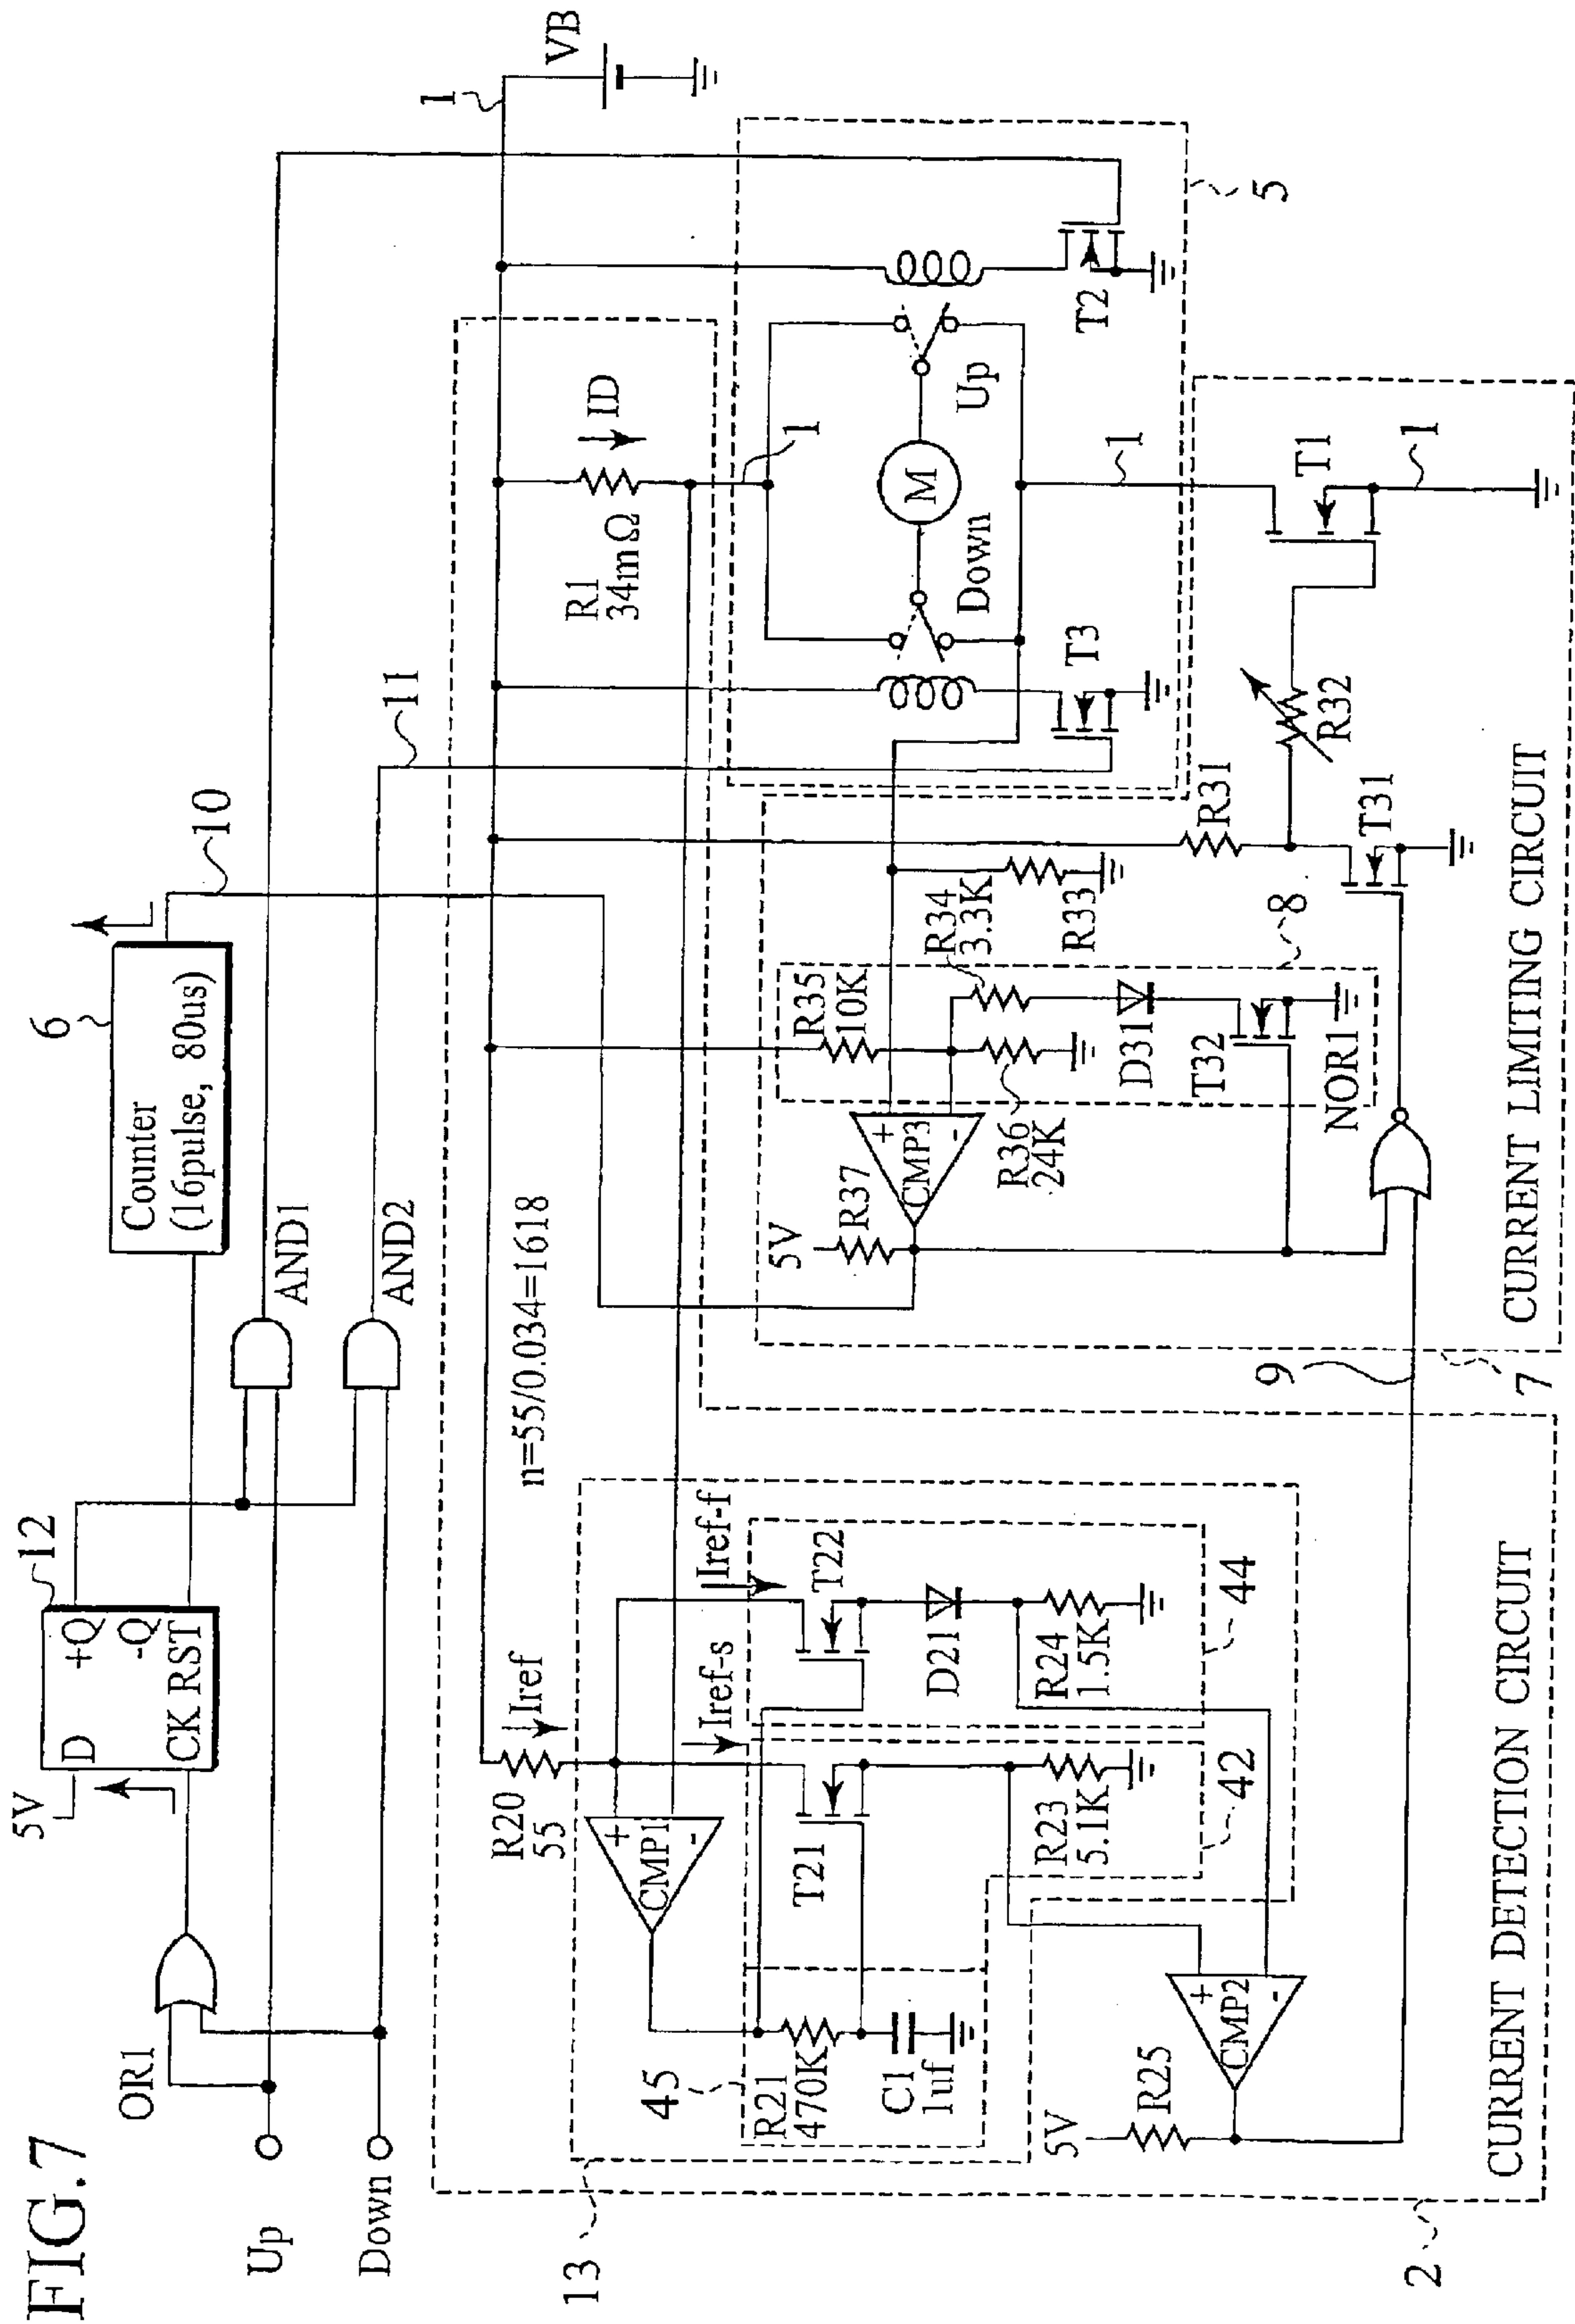 FIG.7
Up
Down
OR1
5V
D
+Q
-Q
CK RST
12
AND1
AND2
6
Counter
(16pulse, 80us)
10
11
1
VB
n=55/0.034=1618
R1
34mΩ
ID
1
5
Up
Down
M
T2
T3
1
T1
1
R32
R31
T31
8
R33
R34
3.3K
R35
10K
D31
T32
NOR1
R36
24K
CMP3
+
-
5V
R37
CURRENT LIMITING CIRCUIT
7
9
R20
55
Iref
Iref-s
Iref-f
CMP1
+
-
T21
T22
D21
R24
1.5K
44
R23
5.1K
42
45
R21
470K
C1
1uf
CMP2
+
-
5V
R25
13
CURRENT DETECTION CIRCUIT
2